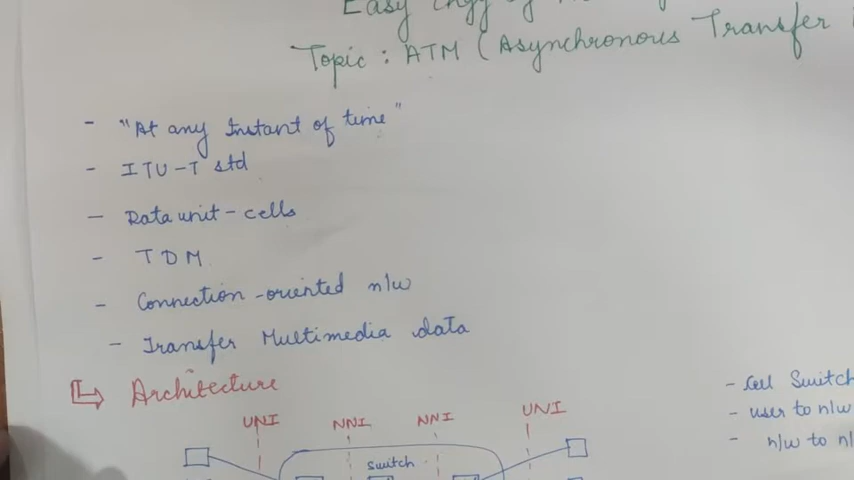 Easy
Topic : ATM ( Asynchronous Transfer
- "At any Instant of time"
- ITU-T std
- Data unit - cells
- TDM
- Connection-oriented n/w
- Transfer Multimedia data
Architecture
UNI NNI NNI UNI
switch
- Cell Switch
- user to n/w
- n/w to n/